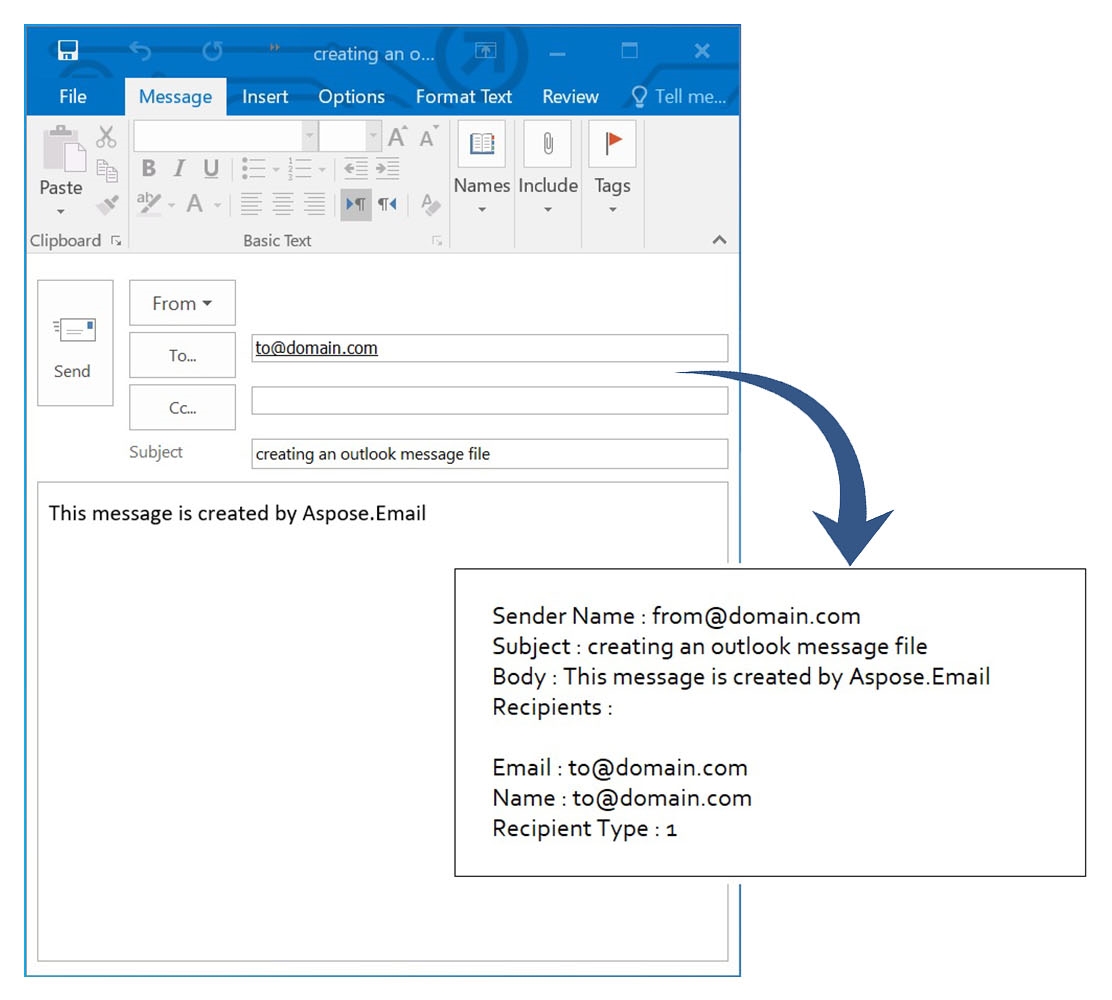 creating an o...
File Message Insert Options Format Text Review Tell me...
Paste
B I U
Names Include Tags
Clipboard Basic Text
From
Send
To...
to@domain.com
Cc...
Subject
creating an outlook message file
This message is created by Aspose.Email
Sender Name : from@domain.com
Subject : creating an outlook message file
Body : This message is created by Aspose.Email
Recipients :
Email : to@domain.com
Name : to@domain.com
Recipient Type : 1